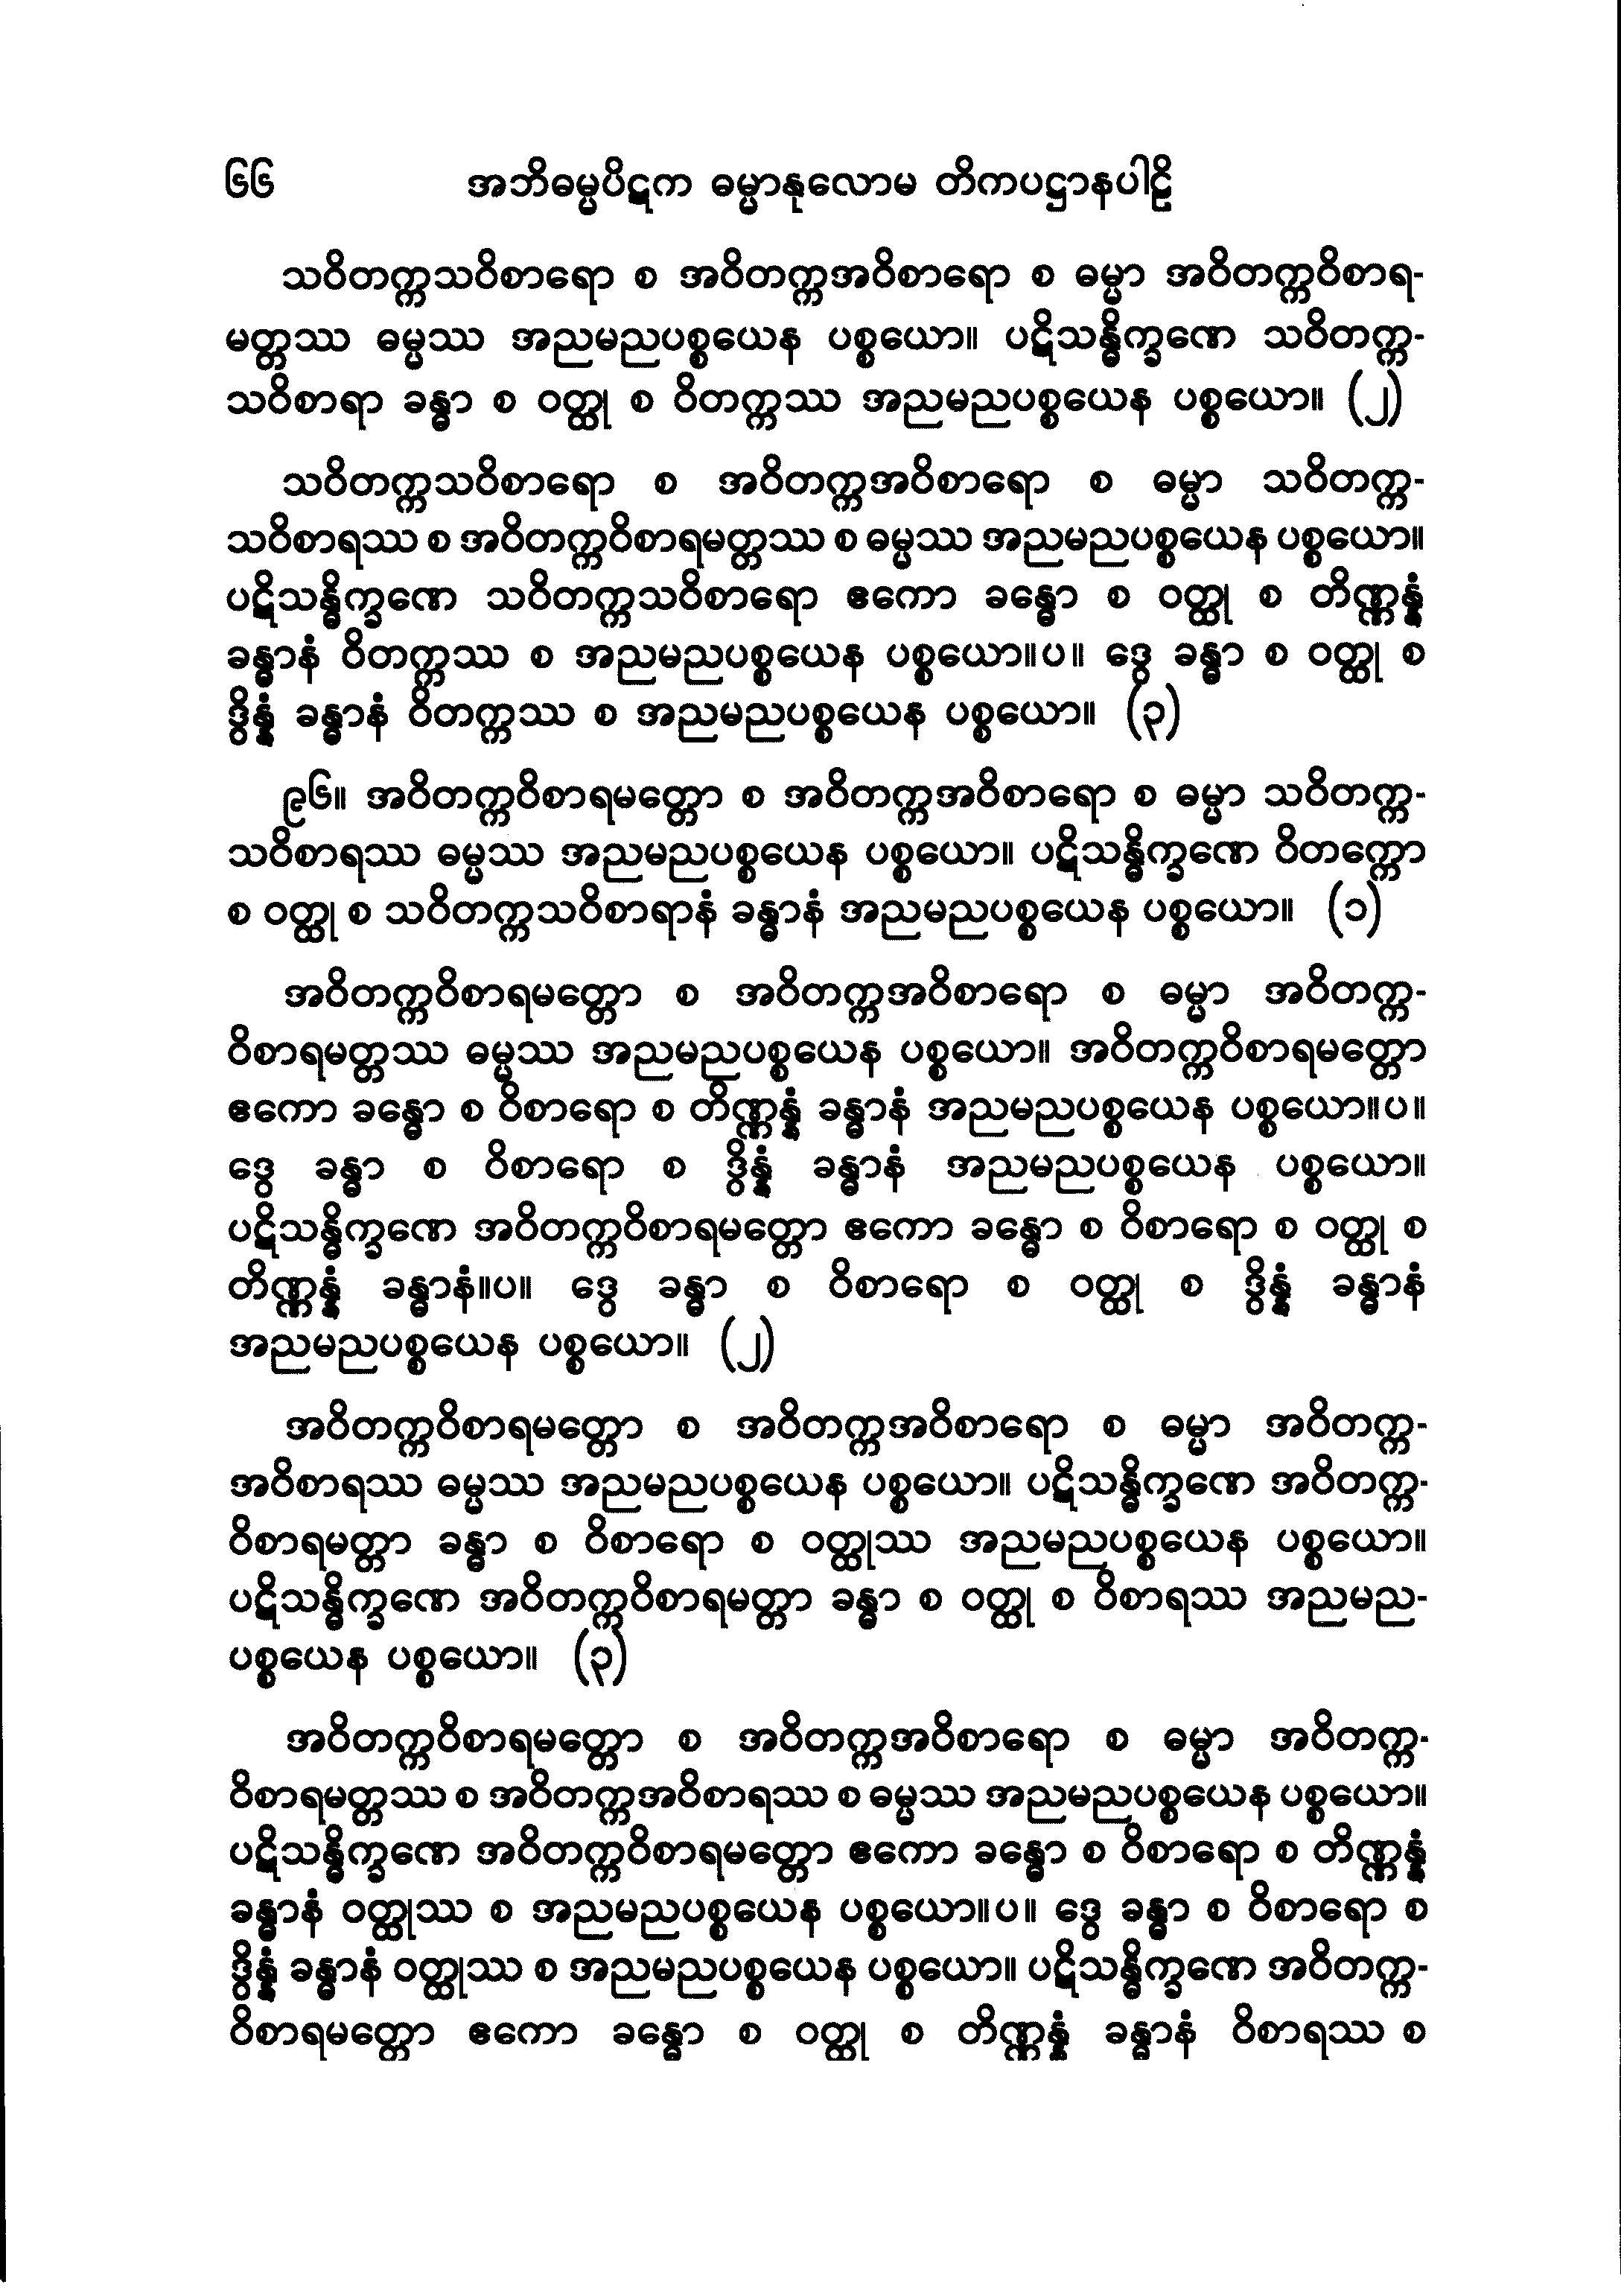 ၆၆ အဘိဓမ္မပိဋက ဓမ္မာနုလောမ တိကပဋ္ဌာနပါဠိ
သဝိတက္ကသဝိစာရော စ အဝိတက္ကအဝိစာရော စ ဓမ္မာ အဝိတက္ကဝိစာရ-
မတ္တဿ ဓမ္မဿ အညမညပစ္စယေန ပစ္စယော။ ပဋိသန္ဓိက္ခဏေ သဝိတက္က-
သဝိစာရာ ခန္ဓာ စ ဝတ္ထု စ ဝိတက္ကဿ အညမညပစ္စယေန ပစ္စယော။ (၂)
သဝိတက္ကသဝိစာရော စ အဝိတက္ကအဝိစာရော စ ဓမ္မာ သဝိတက္က-
သဝိစာရဿ စ အဝိတက္ကဝိစာရမတ္တဿ စ ဓမ္မဿ အညမညပစ္စယေန ပစ္စယော။
ပဋိသန္ဓိက္ခဏေ သဝိတက္ကသဝိစာရော ဧကော ခန္ဓော စ ဝတ္ထု စ တိဏ္ဏန္နံ
ခန္ဓာနံ ဝိတက္ကဿ စ အညမညပစ္စယေန ပစ္စယော။ပ။ ဒွေ ခန္ဓာ စ ဝတ္ထု စ
ဒွိန္နံ ခန္ဓာနံ ဝိတက္ကဿ စ အညမညပစ္စယေန ပစ္စယော။ (၃)
၉၆။ အဝိတက္ကဝိစာရမတ္တော စ အဝိတက္ကအဝိစာရော စ ဓမ္မာ သဝိတက္က-
သဝိစာရဿ ဓမ္မဿ အညမညပစ္စယေန ပစ္စယော။ ပဋိသန္ဓိက္ခဏေ ဝိတက္ကော
စ ဝတ္ထု စ သဝိတက္ကသဝိစာရာနံ ခန္ဓာနံ အညမညပစ္စယေန ပစ္စယော။ (၁)
အဝိတက္ကဝိစာရမတ္တော စ အဝိတက္ကအဝိစာရော စ ဓမ္မာ အဝိတက္က-
ဝိစာရမတ္တဿ ဓမ္မဿ အညမညပစ္စယေန ပစ္စယော။ အဝိတက္ကဝိစာရမတ္တော
ဧကော ခန္ဓော စ ဝိစာရော စ တိဏ္ဏန္နံ ခန္ဓာနံ အညမညပစ္စယေန ပစ္စယော။ပ။
ဒွေ ခန္ဓာ စ ဝိစာရော စ ဒွိန္နံ ခန္ဓာနံ အညမညပစ္စယေန ပစ္စယော။
ပဋိသန္ဓိက္ခဏေ အဝိတက္ကဝိစာရမတ္တော ဧကော ခန္ဓော စ ဝိစာရော စ ဝတ္ထု စ
တိဏ္ဏန္နံ ခန္ဓာနံ။ပ။ ဒွေ ခန္ဓာ စ ဝိစာရော စ ဝတ္ထု စ ဒွိန္နံ ခန္ဓာနံ
အညမညပစ္စယေန ပစ္စယော။ (၂)
အဝိတက္ကဝိစာရမတ္တော စ အဝိတက္ကအဝိစာရော စ ဓမ္မာ အဝိတက္က-
အဝိစာရဿ ဓမ္မဿ အညမညပစ္စယေန ပစ္စယော။ ပဋိသန္ဓိက္ခဏေ အဝိတက္က-
ဝိစာရမတ္တာ ခန္ဓာ စ ဝိစာရော စ ဝတ္ထုဿ အညမညပစ္စယေန ပစ္စယော။
ပဋိသန္ဓိက္ခဏေ အဝိတက္ကဝိစာရမတ္တာ ခန္ဓာ စ ဝတ္ထု စ ဝိစာရဿ အညမည-
ပစ္စယေန ပစ္စယော။ (၃)
အဝိတက္ကဝိစာရမတ္တော စ အဝိတက္ကအဝိစာရော စ ဓမ္မာ အဝိတက္က-
ဝိစာရမတ္တဿ စ အဝိတက္ကအဝိစာရဿ စ ဓမ္မဿ အညမညပစ္စယေန ပစ္စယော။
ပဋိသန္ဓိက္ခဏေ အဝိတက္ကဝိစာရမတ္တော ဧကော ခန္ဓော စ ဝိစာရော စ တိဏ္ဏန္နံ
ခန္ဓာနံ ဝတ္ထုဿ စ အညမညပစ္စယေန ပစ္စယော။ပ။ ဒွေ ခန္ဓာ စ ဝိစာရော စ
ဒွိန္နံ ခန္ဓာနံ ဝတ္ထုဿ စ အညမညပစ္စယေန ပစ္စယော။ ပဋိသန္ဓိက္ခဏေ အဝိတက္က-
ဝိစာရမတ္တော ဧကော ခန္ဓော စ ဝတ္ထု စ တိဏ္ဏန္နံ ခန္ဓာနံ ဝိစာရဿ စ